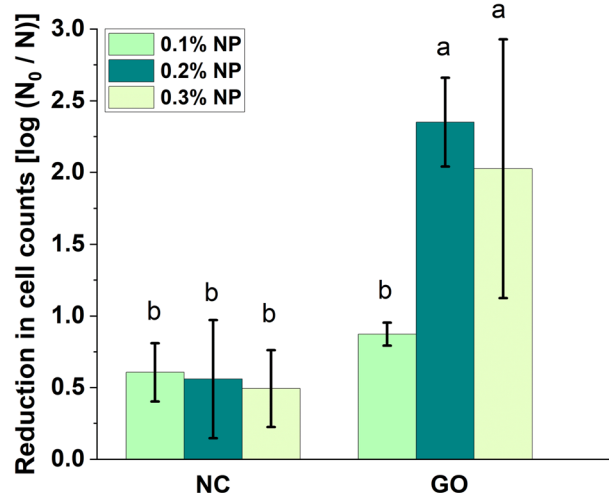 Reduction in cell counts [log (N₀ / N)]
3.0
2.5
2.0
1.5
1.0
0.5
0.0
0.1% NP
0.2% NP
0.3% NP
b
b
b
b
a
a
NC
GO